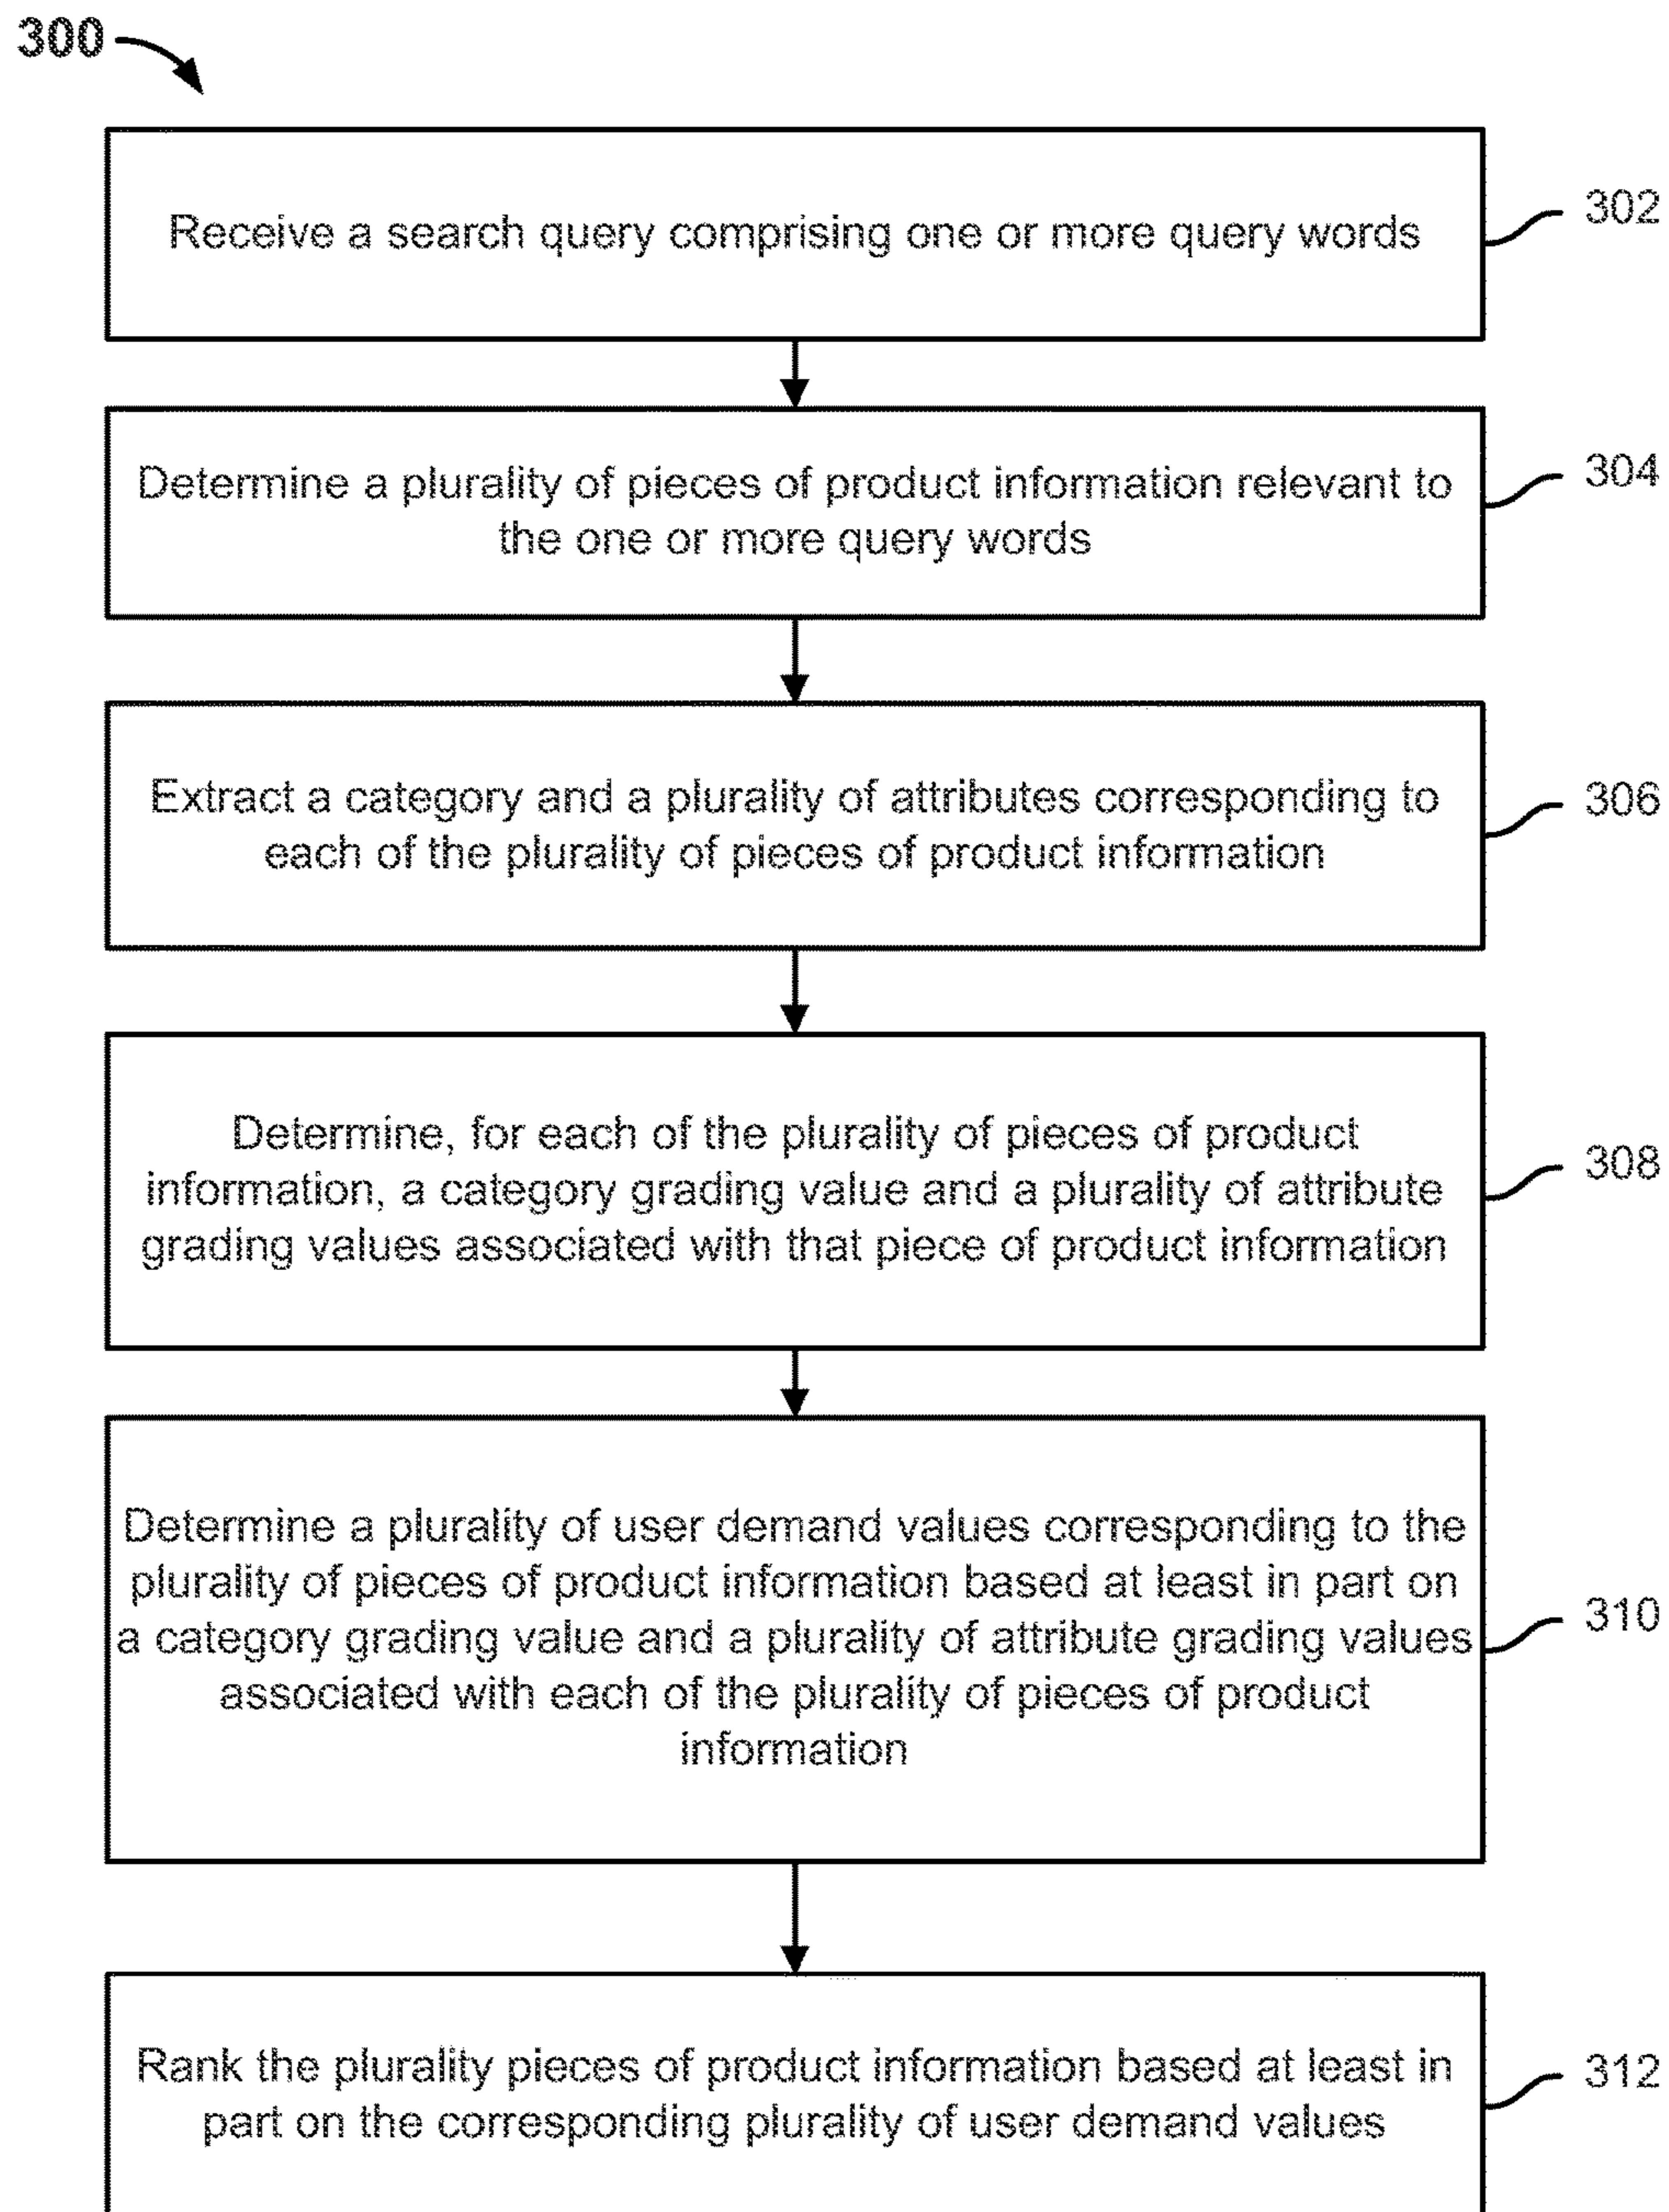 300
Receive a search query comprising one or more query words
302
Determine a plurality of pieces of product information relevant to
the one or more query words
304
Extract a category and a plurality of attributes corresponding to
each of the plurality of pieces of product information
306
Determine, for each of the plurality of pieces of product
information, a category grading value and a plurality of attribute
grading values associated with that piece of product information
308
Determine a plurality of user demand values corresponding to the
plurality of pieces of product information based at least in part on
a category grading value and a plurality of attribute grading values
associated with each of the plurality of pieces of product
information
310
Rank the plurality pieces of product information based at least in
part on the corresponding plurality of user demand values
312